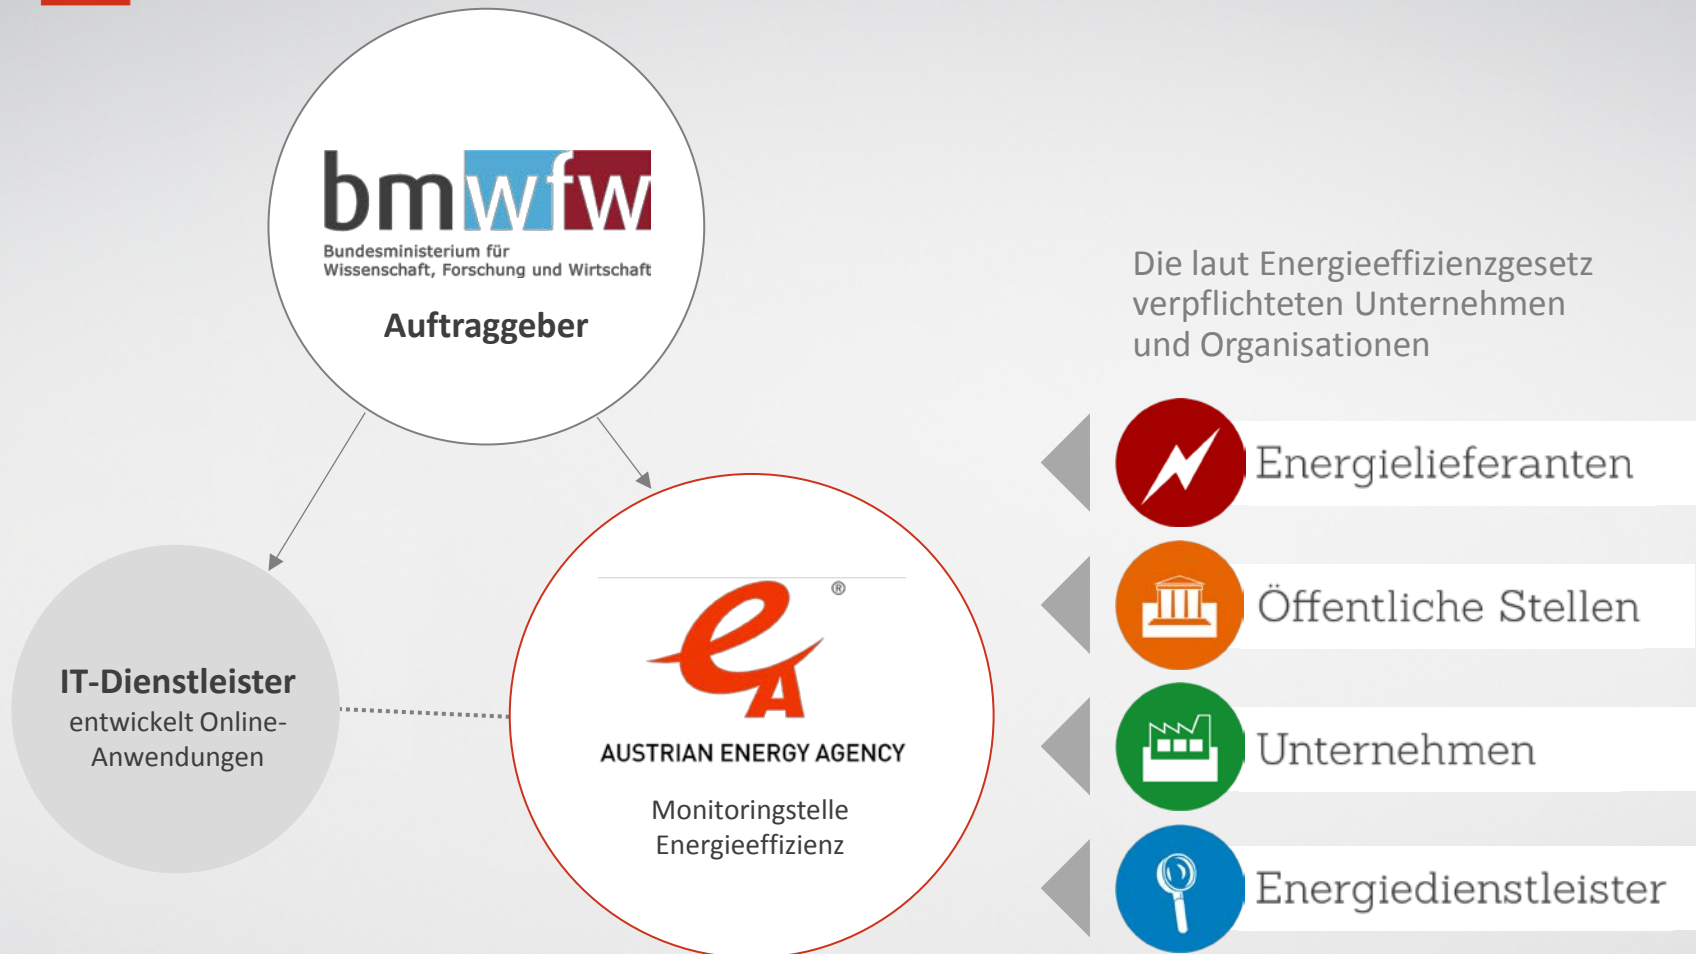 bmwfw
Bundesministerium für
Wissenschaft, Forschung und Wirtschaft
Auftraggeber
IT-Dienstleister
entwickelt Online-
Anwendungen
eA ®
AUSTRIAN ENERGY AGENCY
Monitoringstelle
Energieeffizienz
Die laut Energieeffizienzgesetz
verpflichteten Unternehmen
und Organisationen
Energielieferanten
Öffentliche Stellen
Unternehmen
Energiedienstleister